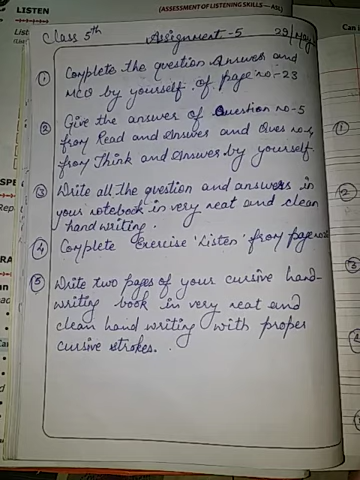 LISTEN
(ASSESSMENT OF LISTENING SKILLS – ASL)
Class 5th Assignment-5 29/May
① Complete the question Answer and
MCQ by yourself. Of page no:-23
② Give the answer of Question no-5
from Read and Answer and Ques no-4
from Think and Answer by yourself.
③ Write all the question and answers in
your notebook in very neat and clean
hand writing.
④ Complete Exercise 'Listen' from page no
⑤ Write two pages of your cursive hand-
writing book in very neat and
clean hand writing with proper
cursive strokes.